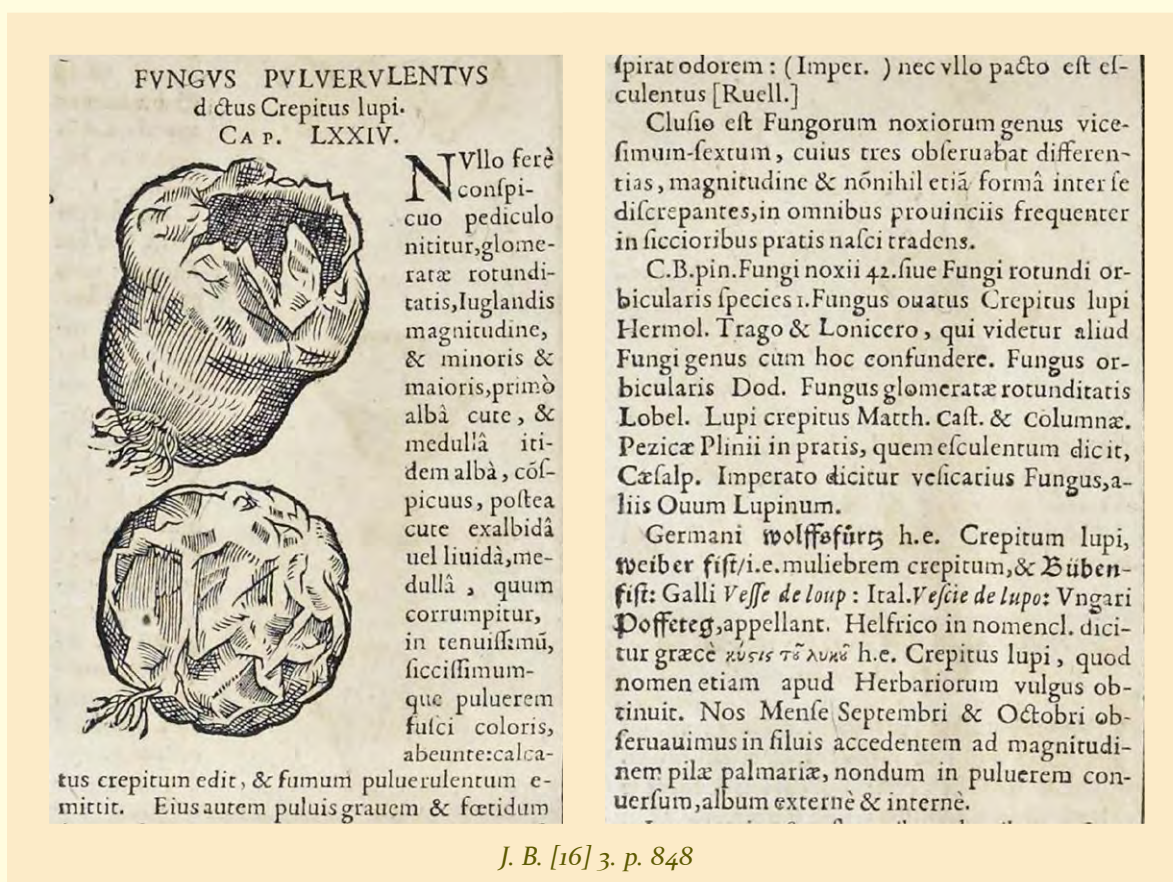 FVNGVS PVLVERVLENTVS
d ctus Crepitus lupi.
CAP. LXXIV.
NVllo ferè
conſpi-
cuo pediculo
nititur,glome-
ratæ rotundi-
tatis,Iuglandis
magnitudine,
& minoris &
maioris,primò
albâ cute, &
medullâ iti-
dem albâ, cõſ-
picuus, poſtea
cute exalbidâ
uel liuidâ,me-
dullâ , quum
corrumpitur,
in tenuiſſimũ,
ſicciſſimum-
que puluerem
fuſci coloris,
abeunte:calca-
tus crepitum edit, & fumum puluerulentum e-
mittit. Eius autem puluis grauem & fœtidum
ſpirat odorem : (Imper. ) nec vllo pacto eſt eſ-
culentus [Ruell.]
Cluſio eſt Fungorum noxiorum genus vice-
ſimum-ſextum, cuius tres obſeruabat differen-
tias, magnitudine & nõnihil etiã formâ inter ſe
diſcrepantes,in omnibus prouinciis frequenter
in ſiccioribus pratis naſci tradens.
C.B.pin.Fungi noxii 42.ſiue Fungi rotundi or-
bicularis ſpecies 1.Fungus ouatus Crepitus lupi
Hermol. Trago & Lonicero, qui videtur aliud
Fungi genus cùm hoc confundere. Fungus or-
bicularis Dod. Fungus glomeratæ rotunditatis
Lobel. Lupi crepitus Matth. Caſt. & Columnæ.
Pezicæ Plinii in pratis, quem eſculentum dicit,
Cæſalp. Imperato dicitur veſicarius Fungus,a-
liis Ouum Lupinum.
Germani wolffsfürtz h.e. Crepitum lupi,
Weiber fiſt/i.e.muliebrem crepitum,& Büben-
fiſt: Galli Veſſe de loup : Ital.Veſcie de lupo: Vngari
Poffeteg,appellant. Helfrico in nomencl. dici-
tur græcè κύςις τȣ͂ λυκȣ͂ h.e. Crepitus lupi, quod
nomen etiam apud Herbariorum vulgus ob-
tinuit. Nos Menſe Septembri & Octobri ob-
ſeruauimus in ſiluis accedentem ad magnitudi-
nem pilæ palmariæ, nondum in puluerem con-
uerſum,album externè & internè.
J. B. [16] 3. p. 848